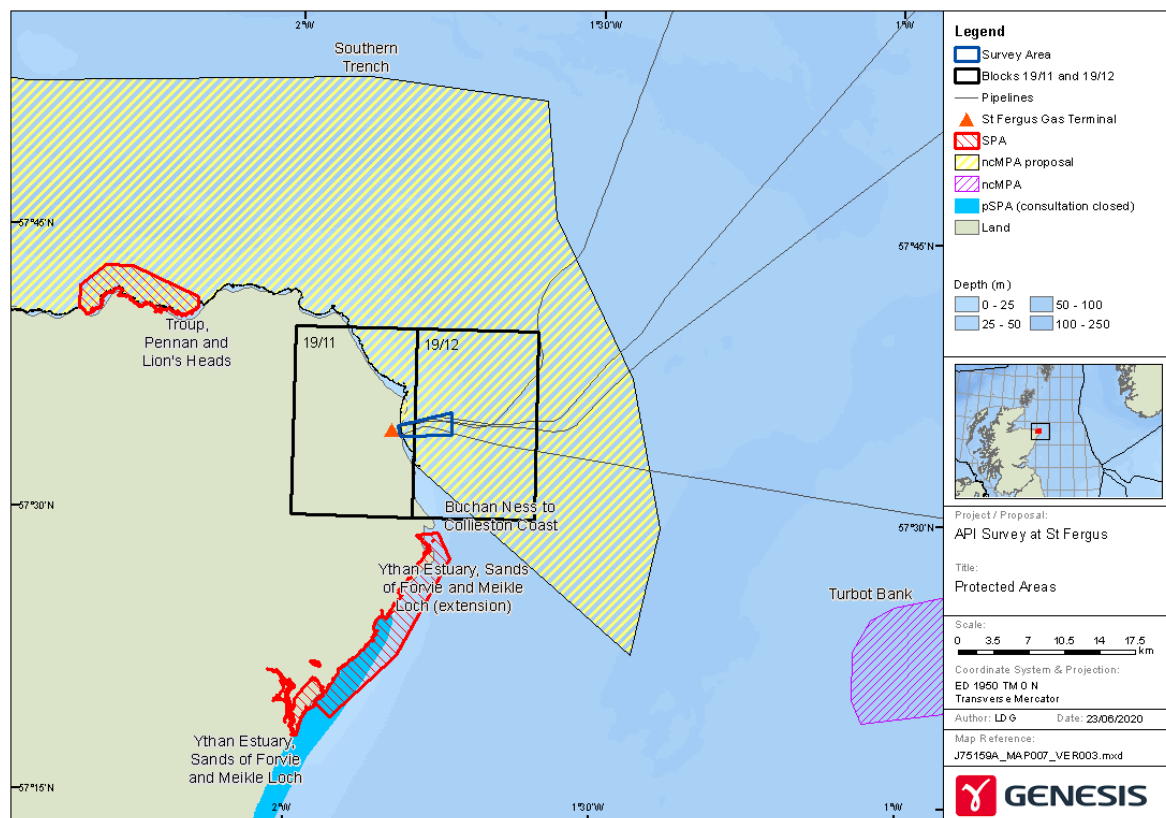 2°W
1°30'W
1°W
Southern
Trench
57°45'N
57°45'N
Troup,
Pennan and
Lion's Heads
19/11
19/12
57°30'N
57°30'N
Buchan Ness to
Collieston Coast
Ythan Estuary, Sands
of Forvie and Meikle
Loch (extension)
Turbot Bank
Ythan Estuary,
Sands of Forvie
and Meikle Loch
57°15'N
2°W
1°30'W
1°W
Legend
Survey Area
Blocks 19/11 and 19/12
Pipelines
St Fergus Gas Terminal
SPA
ncMPA proposal
ncMPA
pSPA (consultation closed)
Land
Depth (m)
0 - 25
50 - 100
25 - 50
100 - 250
Project / Proposal:
API Survey at St Fergus
Title:
Protected Areas
Scale:
0 3.5 7 10.5 14 17.5
km
Coordinate System & Projection:
ED 1950 TM 0 N
Transverse Mercator
Author: LDG Date: 23/06/2020
Map Reference:
J75159A_MAP007_VER003.mxd
GENESIS